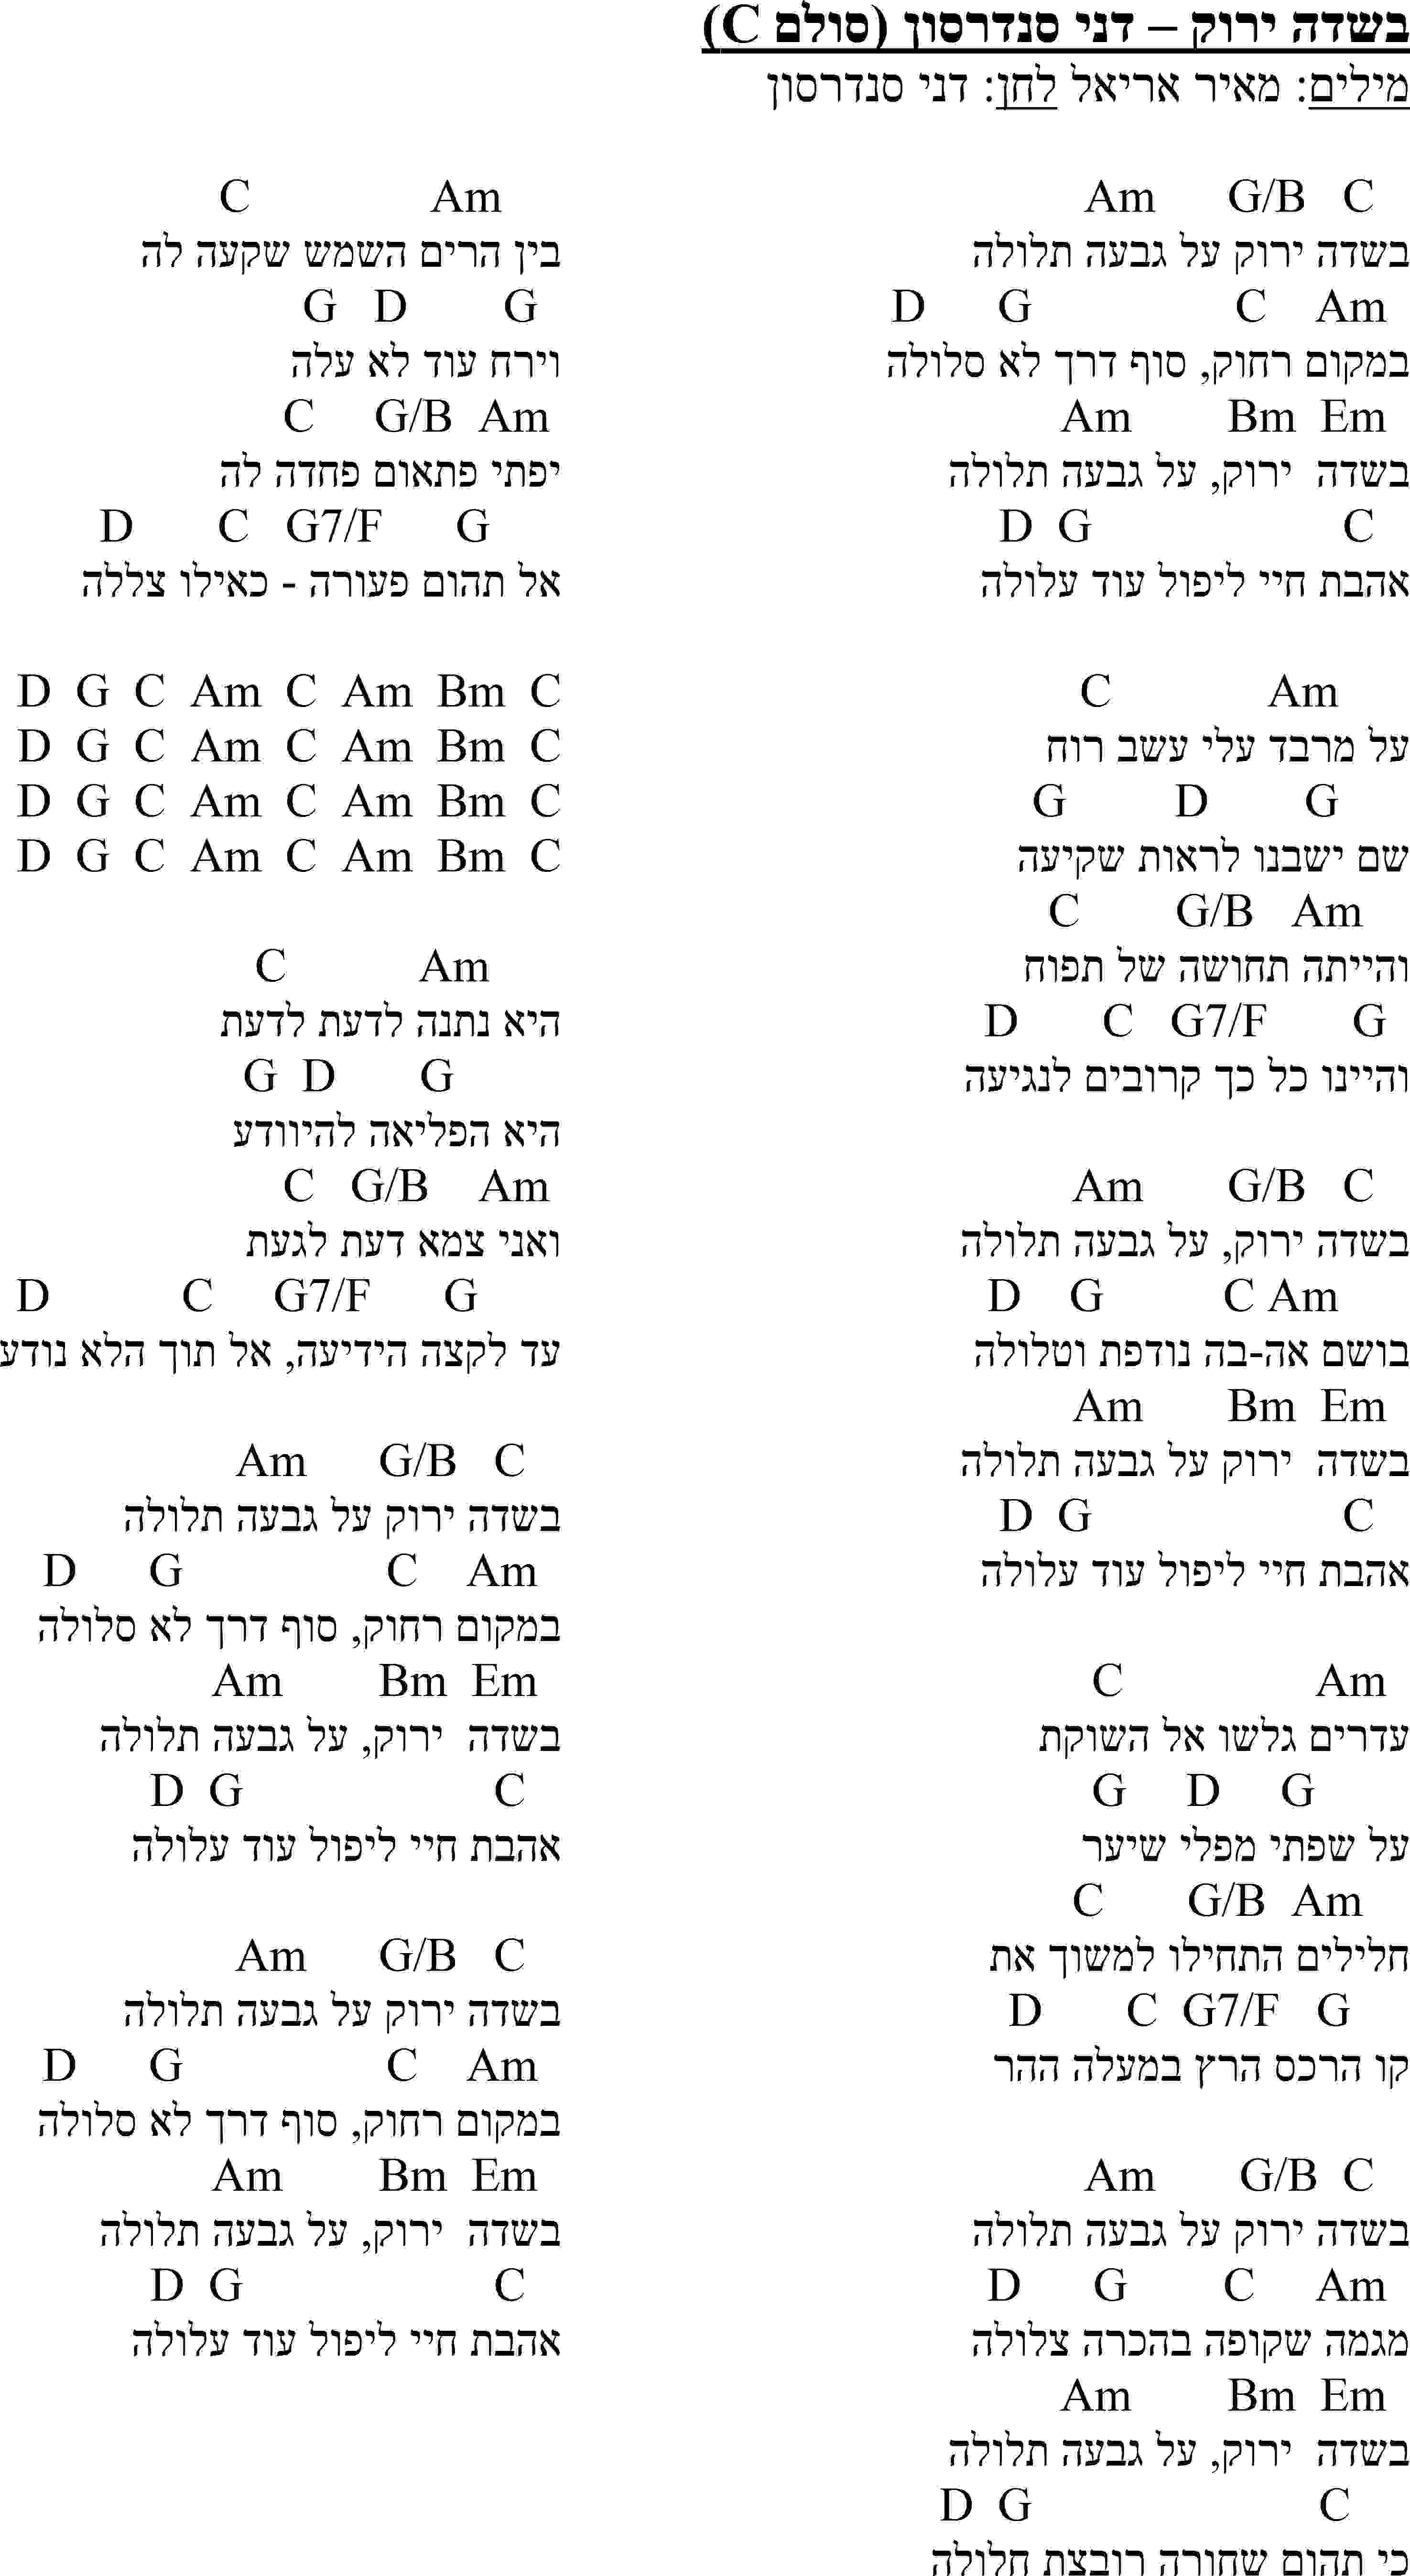 בשדה ירוק – דני סנדרסון (סולם C)
מילים: מאיר אריאל לחן: דני סנדרסון
Am G/B C
בשדה ירוק על גבעה תלולה
D G C Am
במקום רחוק, סוף דרך לא סלולה
Am Bm Em
בשדה ירוק, על גבעה תלולה
D G C
אהבת חיי ליפול עוד עלולה
C Am
על מרבד עלי עשב רוח
G D G
שם ישבנו לראות שקיעה
C G/B Am
והייתה תחושה של תפוח
D C G7/F G
והיינו כל כך קרובים לנגיעה
Am G/B C
בשדה ירוק, על גבעה תלולה
D G C Am
בושם אה-בה נודפת וטלולה
Am Bm Em
בשדה ירוק על גבעה תלולה
D G C
אהבת חיי ליפול עוד עלולה
C Am
עדרים גלשו אל השוקת
G D G
על שפתי מפלי שיער
C G/B Am
חלילים התחילו למשוך את
D C G7/F G
קו הרכס הרץ במעלה ההר
Am G/B C
בשדה ירוק על גבעה תלולה
D G C Am
מגמה שקופה בהכרה צלולה
Am Bm Em
בשדה ירוק, על גבעה תלולה
D G C
כי תהום שחורה רובצת חלולה
C Am
בין הרים השמש שקעה לה
G D G
וירח עוד לא עלה
C G/B Am
יפתי פתאום פחדה לה
D C G7/F G
אל תהום פעורה - כאילו צללה
D G C Am C Am Bm C
D G C Am C Am Bm C
D G C Am C Am Bm C
D G C Am C Am Bm C
C Am
היא נתנה לדעת לדעת
G D G
היא הפליאה להיוודע
C G/B Am
ואני צמא דעת לגעת
D C G7/F G
עד לקצה הידיעה, אל תוך הלא נודע
Am G/B C
בשדה ירוק על גבעה תלולה
D G C Am
במקום רחוק, סוף דרך לא סלולה
Am Bm Em
בשדה ירוק, על גבעה תלולה
D G C
אהבת חיי ליפול עוד עלולה
Am G/B C
בשדה ירוק על גבעה תלולה
D G C Am
במקום רחוק, סוף דרך לא סלולה
Am Bm Em
בשדה ירוק, על גבעה תלולה
D G C
אהבת חיי ליפול עוד עלולה